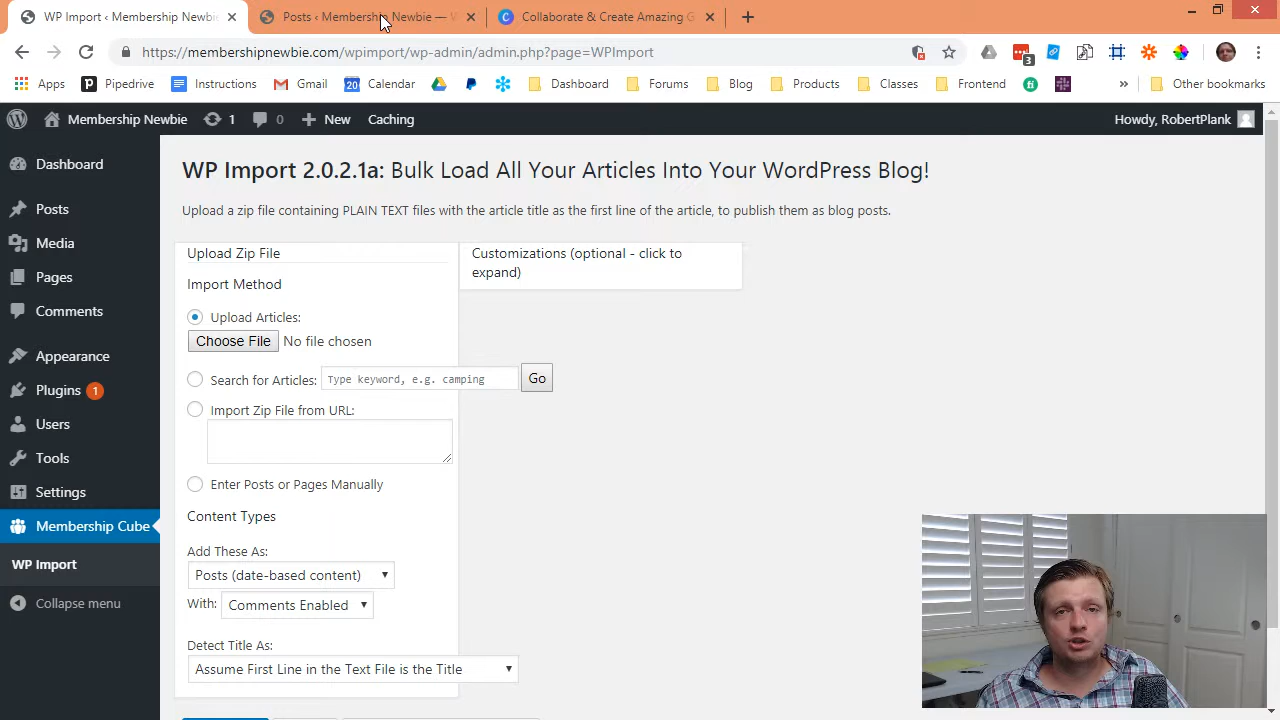 WP Import ‹ Membership Newbie
Posts ‹ Membership Newbie —
Collaborate & Create Amazing G
https://membershipnewbie.com/wpimport/wp-admin/admin.php?page=WPImport
3
Apps
Pipedrive
Instructions
Gmail
20
Calendar
Dashboard
Forums
Blog
Products
Classes
Frontend
»
Other bookmarks
Membership Newbie
1
0
New
Caching
Howdy, RobertPlank
Dashboard
Posts
Media
Pages
Comments
Appearance
Plugins 1
Users
Tools
Settings
Membership Cube
WP Import
Collapse menu
WP Import 2.0.2.1a: Bulk Load All Your Articles Into Your WordPress Blog!
Upload a zip file containing PLAIN TEXT files with the article title as the first line of the article, to publish them as blog posts.
Upload Zip File
Import Method
Upload Articles:
Choose File No file chosen
Search for Articles: Type keyword, e.g. camping Go
Import Zip File from URL:
Enter Posts or Pages Manually
Content Types
Add These As:
Posts (date-based content)
With: Comments Enabled
Detect Title As:
Assume First Line in the Text File is the Title
Customizations (optional - click to
expand)